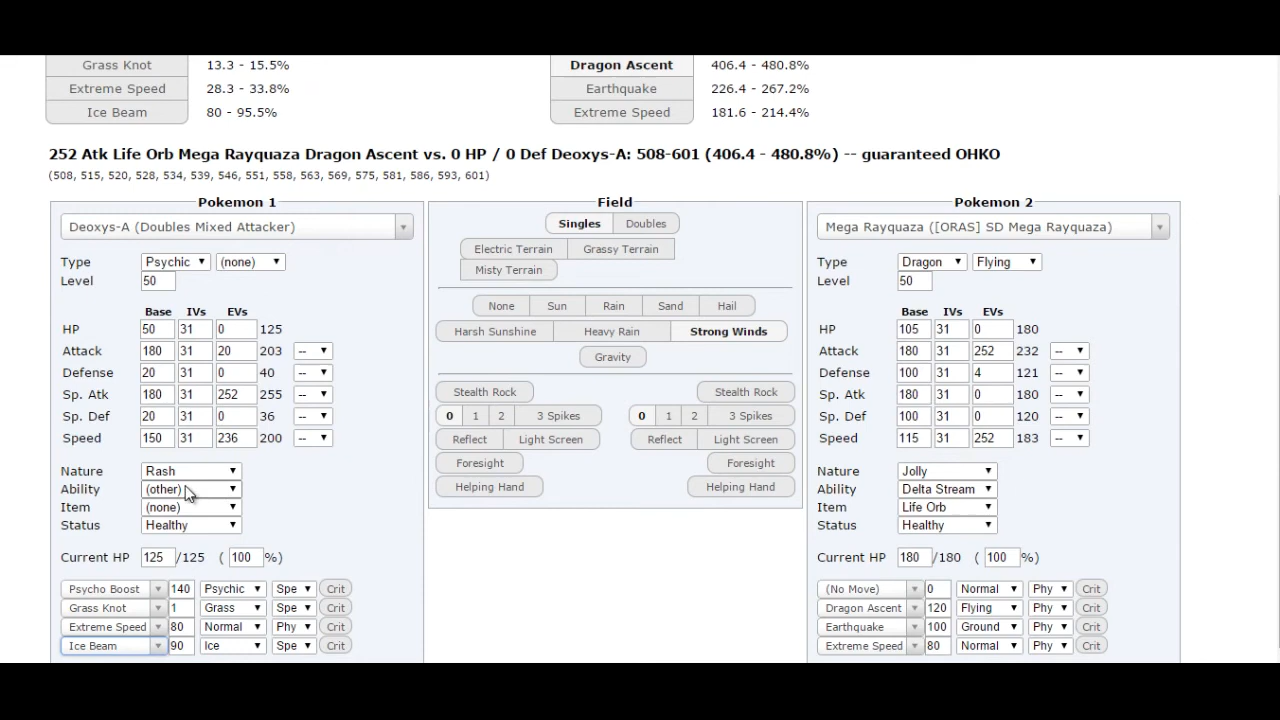 Grass Knot 13.3 - 15.5% Dragon Ascent 406.4 - 480.8%
Extreme Speed 28.3 - 33.8% Earthquake 226.4 - 267.2%
Ice Beam 80 - 95.5% Extreme Speed 181.6 - 214.4%
252 Atk Life Orb Mega Rayquaza Dragon Ascent vs. 0 HP / 0 Def Deoxys-A: 508-601 (406.4 - 480.8%) -- guaranteed OHKO
(508, 515, 520, 528, 534, 539, 546, 551, 558, 563, 569, 575, 581, 586, 593, 601)
Pokemon 1
Deoxys-A (Doubles Mixed Attacker)
Type Psychic (none)
Level 50
Base IVs EVs
HP 50 31 0 125
Attack 180 31 20 203 --
Defense 20 31 0 40 --
Sp. Atk 180 31 252 255 --
Sp. Def 20 31 0 36 --
Speed 150 31 236 200 --
Nature Rash
Ability (other)
Item (none)
Status Healthy
Current HP 125 /125 ( 100 %)
Psycho Boost 140 Psychic Spe Crit
Grass Knot 1 Grass Spe Crit
Extreme Speed 80 Normal Phy Crit
Ice Beam 90 Ice Spe Crit
Field
Singles Doubles
Electric Terrain Grassy Terrain
Misty Terrain
None Sun Rain Sand Hail
Harsh Sunshine Heavy Rain Strong Winds
Gravity
Stealth Rock Stealth Rock
0 1 2 3 Spikes 0 1 2 3 Spikes
Reflect Light Screen Reflect Light Screen
Foresight Foresight
Helping Hand Helping Hand
Pokemon 2
Mega Rayquaza ([ORAS] SD Mega Rayquaza)
Type Dragon Flying
Level 50
Base IVs EVs
HP 105 31 0 180
Attack 180 31 252 232 --
Defense 100 31 4 121 --
Sp. Atk 180 31 0 180 --
Sp. Def 100 31 0 120 --
Speed 115 31 252 183 --
Nature Jolly
Ability Delta Stream
Item Life Orb
Status Healthy
Current HP 180 /180 ( 100 %)
(No Move) 0 Normal Phy Crit
Dragon Ascent 120 Flying Phy Crit
Earthquake 100 Ground Phy Crit
Extreme Speed 80 Normal Phy Crit